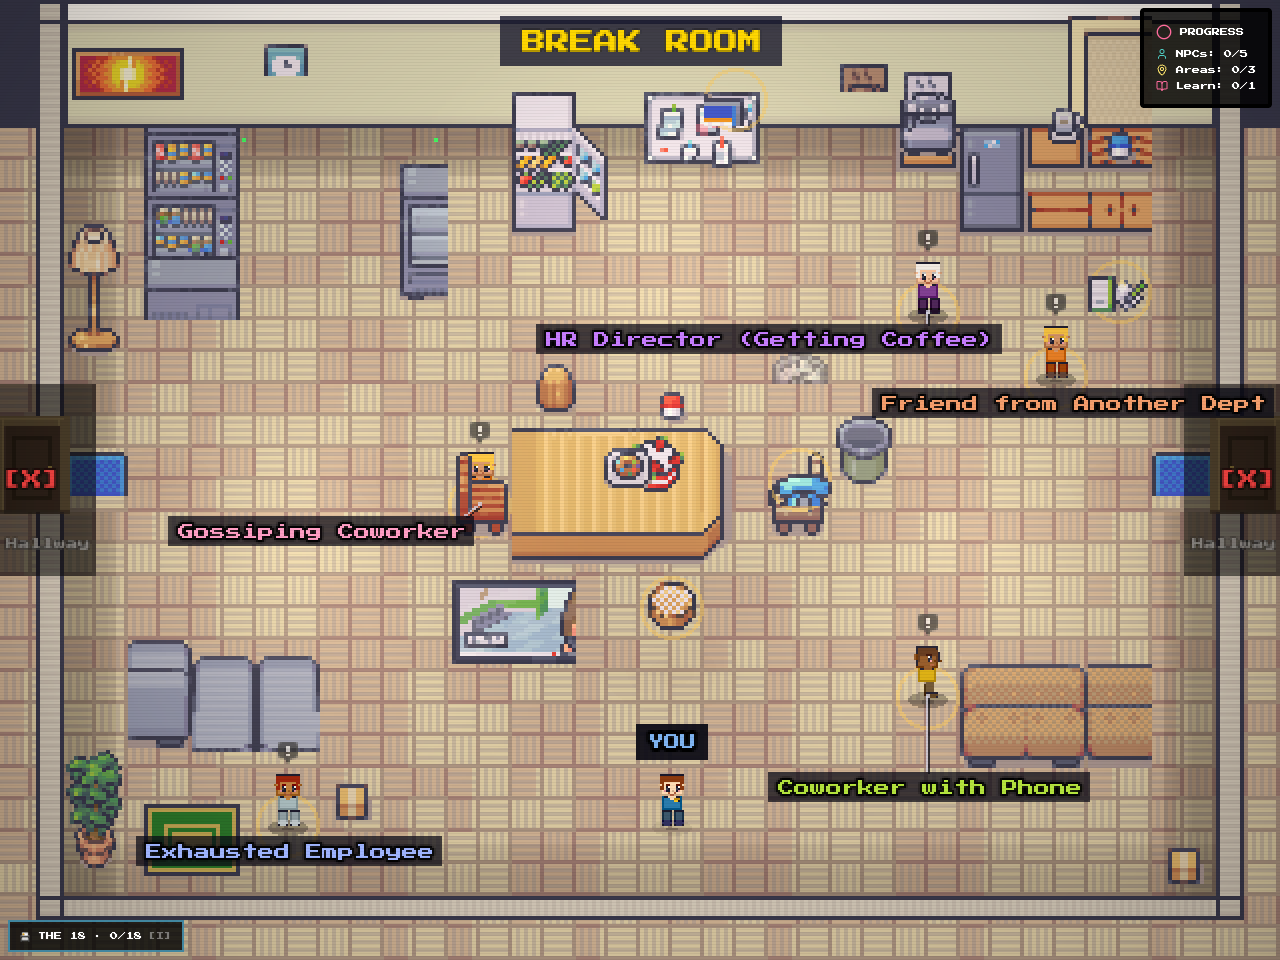 BREAK ROOM
PROGRESS
NPCs: 0/5
Areas: 0/3
Learn: 0/1
HR Director (Getting Coffee)
Friend from Another Dept
[X]
[X]
Gossiping Coworker
Hallway
Hallway
YOU
Coworker with Phone
Exhausted Employee
THE 18 · 0/18 [I]